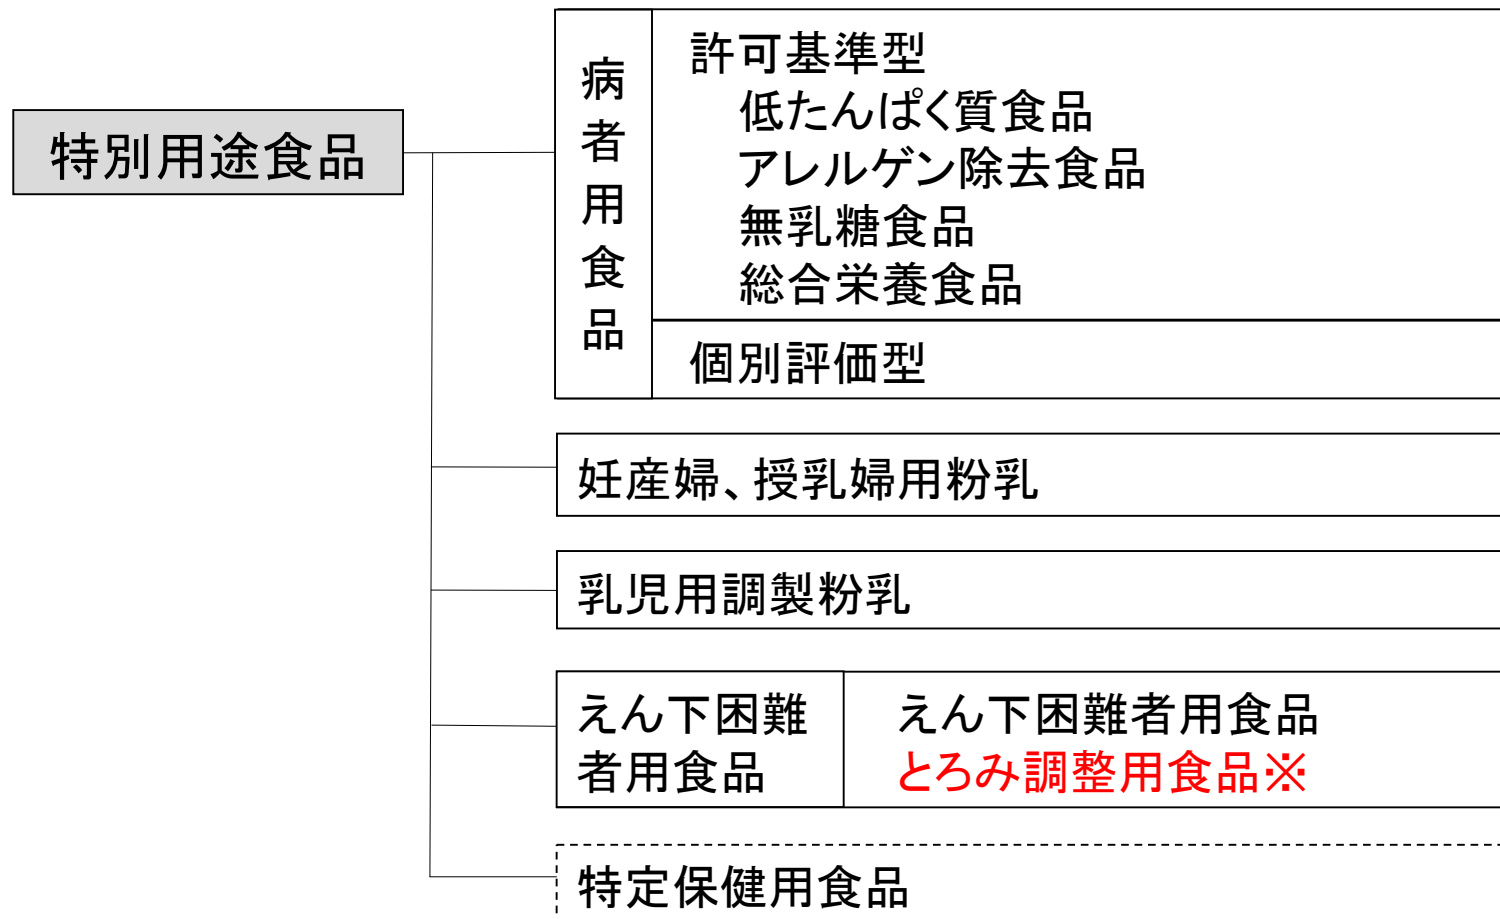 特別用途食品
病者用食品
許可基準型
低たんぱく質食品
アレルゲン除去食品
無乳糖食品
総合栄養食品
個別評価型
妊産婦、授乳婦用粉乳
乳児用調製粉乳
えん下困難
者用食品
えん下困難者用食品
とろみ調整用食品※
特定保健用食品